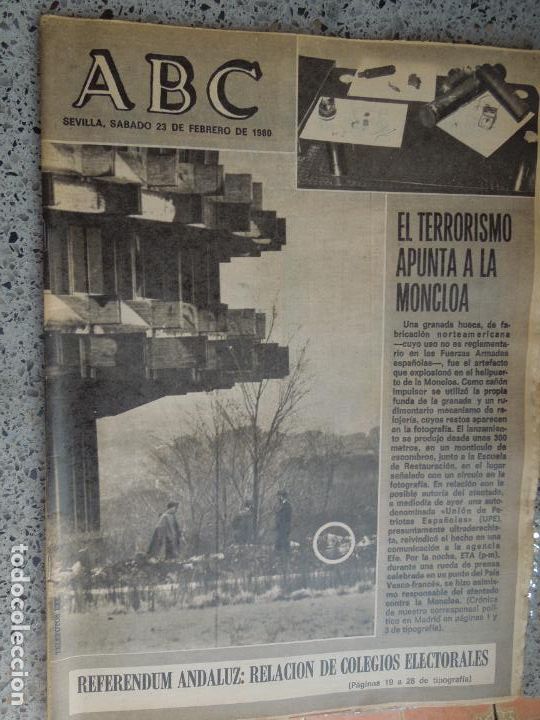 ABC
SEVILLA, SABADO 23 DE FEBRERO DE 1980
EL TERRORISMO
APUNTA A LA
MONCLOA
Una granada hueca, de fa-
bricación norteamericana
—cuyo uso no es reglamenta-
rio en las Fuerzas Armadas
españolas—, fue el artefacto
que explosionó en el helipuer-
to de la Moncloa. Como cañón
impulsor se utilizó la propia
funda de la granada y un ru-
dimentario mecanismo de re-
lojería, cuyos restos aparecen
en la fotografía. El lanzamien-
to se produjo desde unos 300
metros, en un montículo de
escombros, junto a la Escuela
de Restauración, en el lugar
señalado con un círculo en la
fotografía. En relación con la
posible autoría del atentado,
a mediodía de ayer una auto-
denominada «Unión de Pa-
triotas Españoles» (UPE),
presuntamente ultraderechis-
ta, reivindicó el hecho en una
comunicación a la agencia
Efe. Por la noche, ETA (p-m),
durante una rueda de prensa
celebrada en un punto del País
Vasco-francés, se hizo asimis-
mo responsable del atentado
contra la Moncloa. (Crónica
de nuestro corresponsal polí-
tico en Madrid en páginas 1 y
3 de tipografía).
REFERENDUM ANDALUZ: RELACION DE COLEGIOS ELECTORALES
(Páginas 19 a 28 de tipografía)
todocoleccion.net